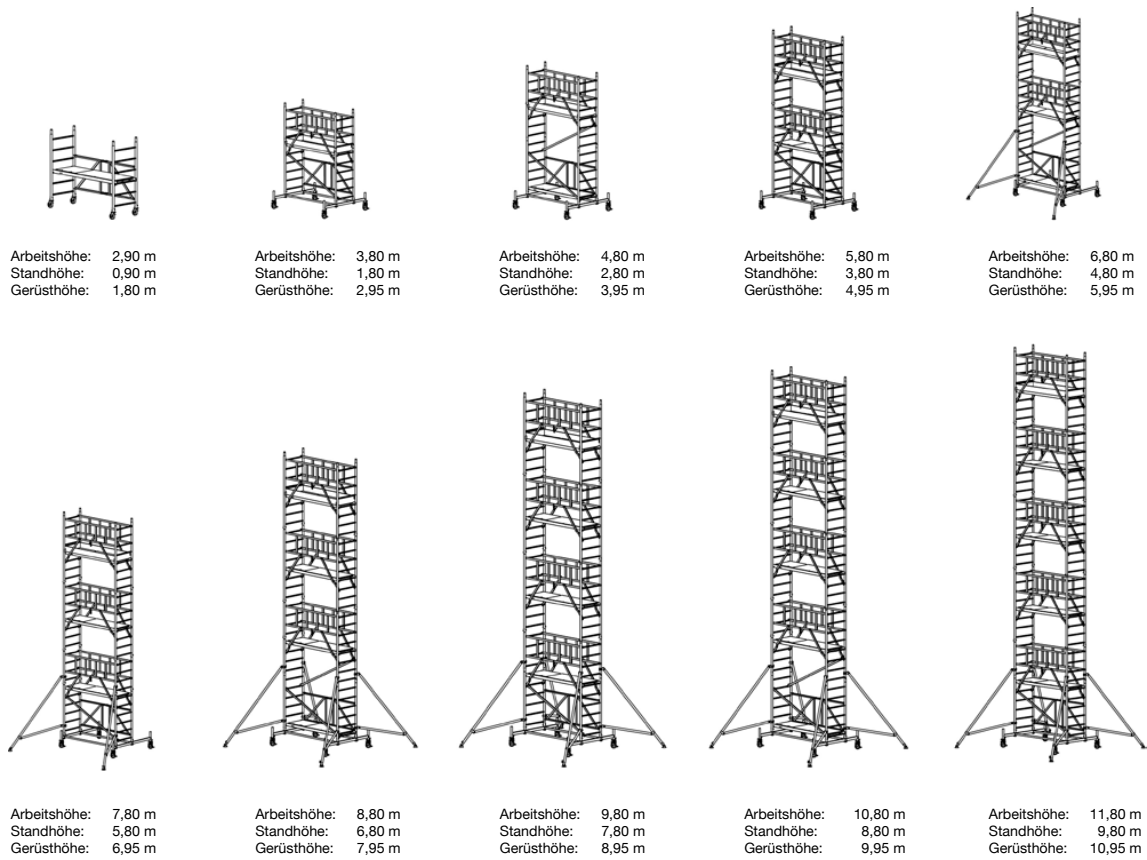 Arbeitshöhe: 2,90 m
Standhöhe: 0,90 m
Gerüsthöhe: 1,80 m
Arbeitshöhe: 3,80 m
Standhöhe: 1,80 m
Gerüsthöhe: 2,95 m
Arbeitshöhe: 4,80 m
Standhöhe: 2,80 m
Gerüsthöhe: 3,95 m
Arbeitshöhe: 5,80 m
Standhöhe: 3,80 m
Gerüsthöhe: 4,95 m
Arbeitshöhe: 6,80 m
Standhöhe: 4,80 m
Gerüsthöhe: 5,95 m
Arbeitshöhe: 7,80 m
Standhöhe: 5,80 m
Gerüsthöhe: 6,95 m
Arbeitshöhe: 8,80 m
Standhöhe: 6,80 m
Gerüsthöhe: 7,95 m
Arbeitshöhe: 9,80 m
Standhöhe: 7,80 m
Gerüsthöhe: 8,95 m
Arbeitshöhe: 10,80 m
Standhöhe: 8,80 m
Gerüsthöhe: 9,95 m
Arbeitshöhe: 11,80 m
Standhöhe: 9,80 m
Gerüsthöhe: 10,95 m